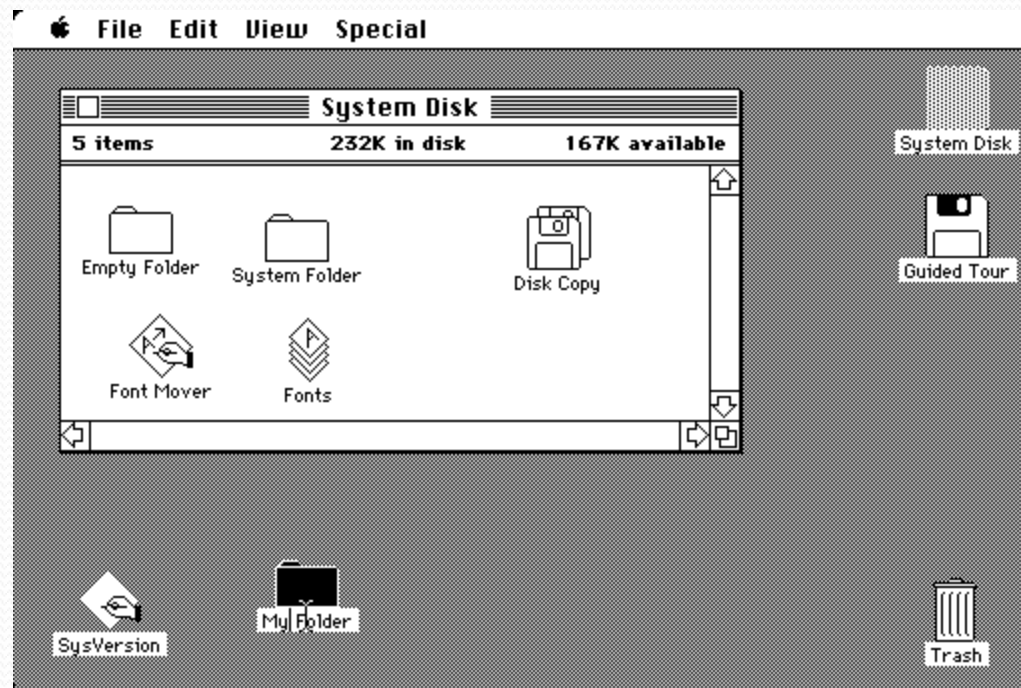 File Edit View Special
System Disk
5 items 232K in disk 167K available
Empty Folder
System Folder
Disk Copy
Font Mover
Fonts
System Disk
Guided Tour
SysVersion
My Folder
Trash